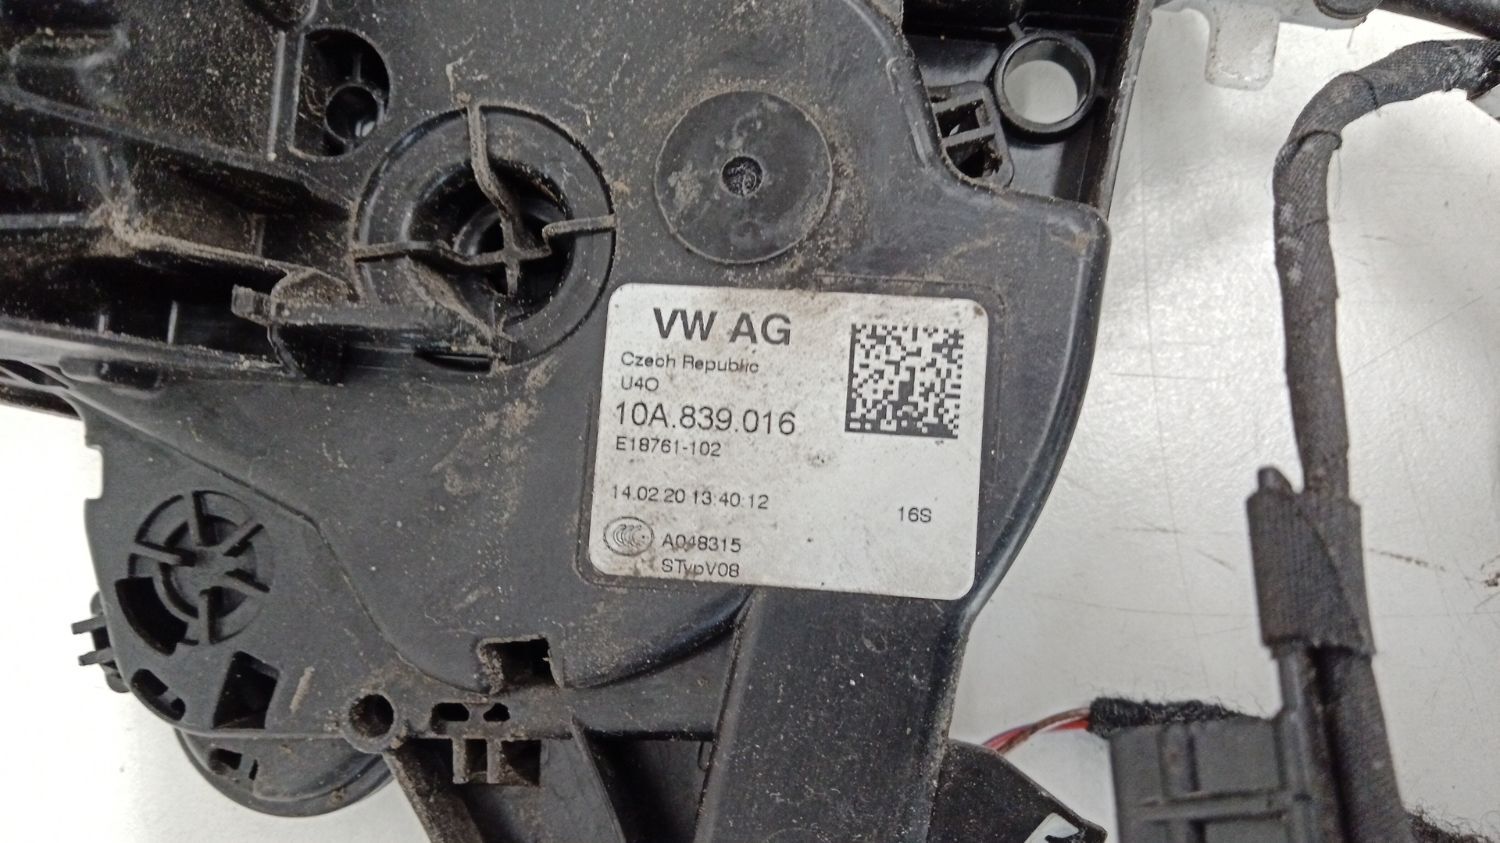 VW AG
Czech Republic
U4O
10A.839.016
E18761-102
14.02.20 13:40:12
16S
A048315
STypV08